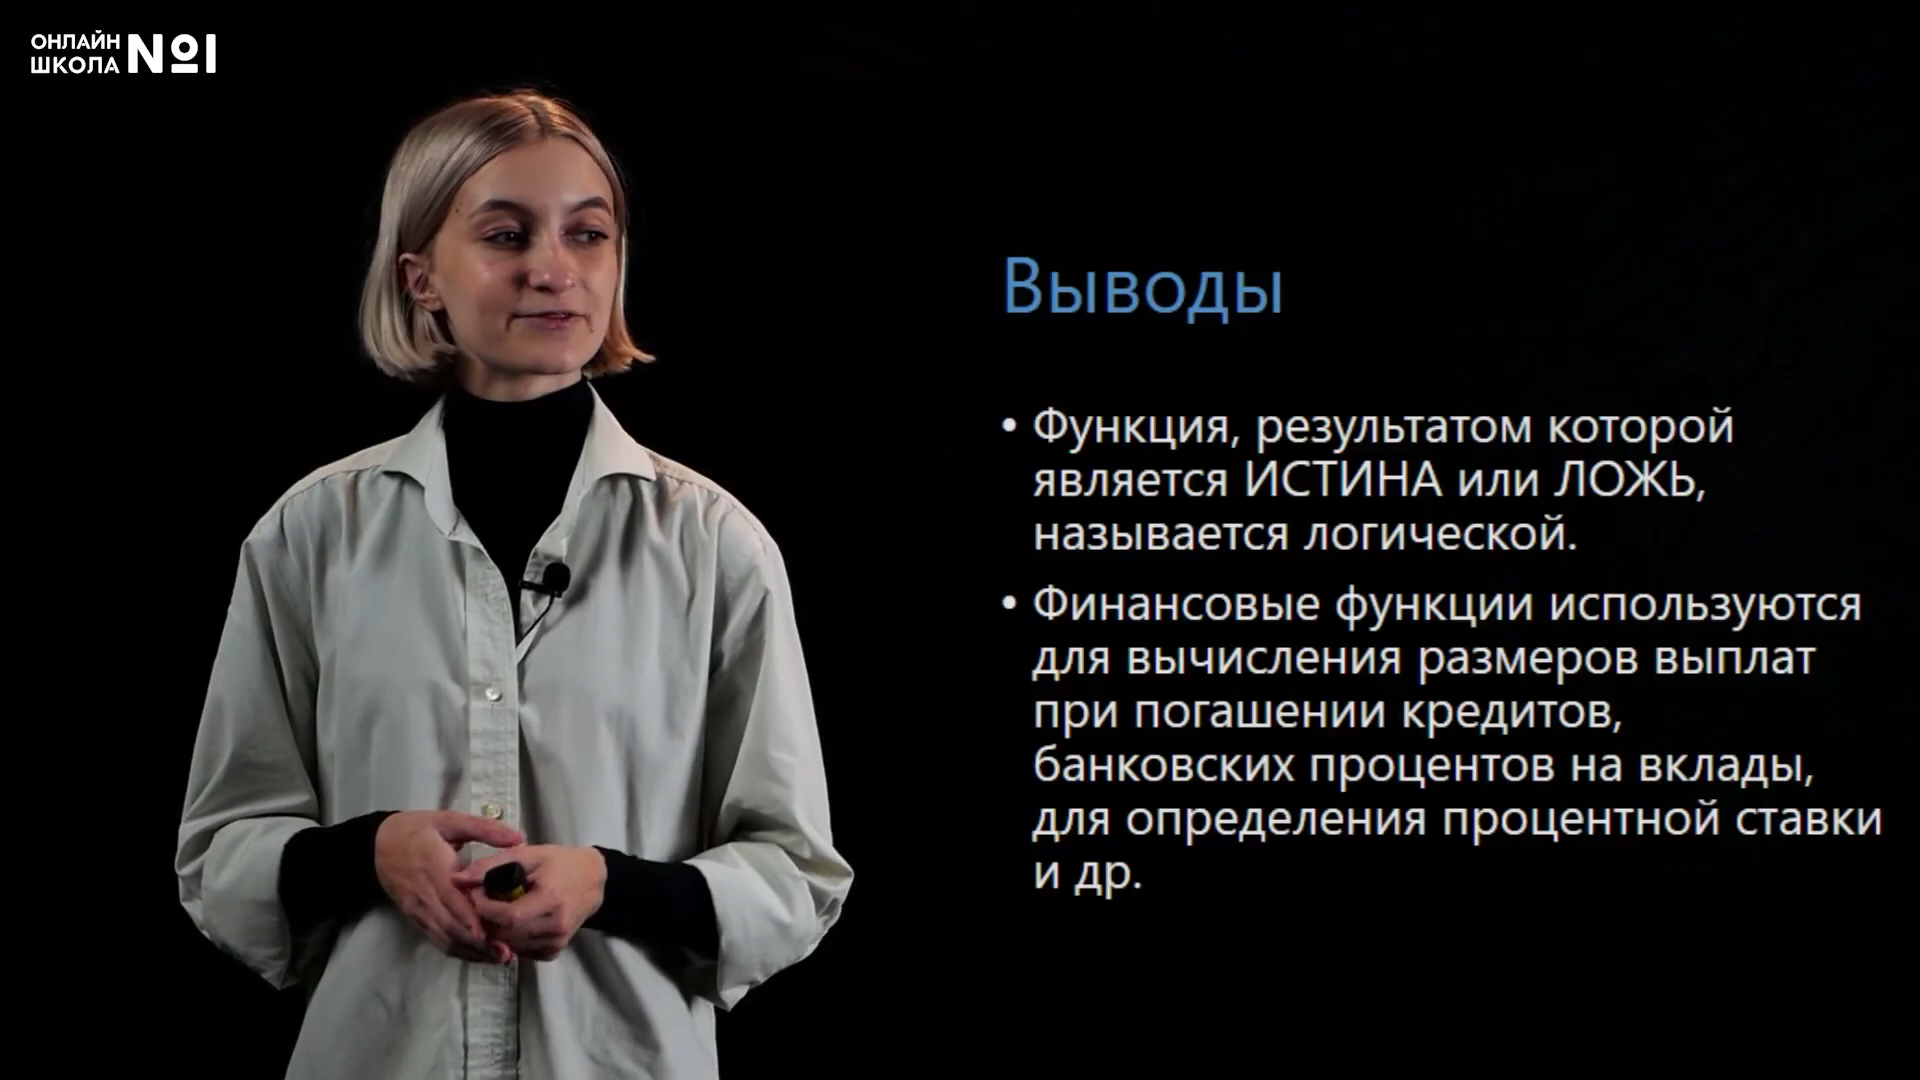 ОНЛАЙН
ШКОЛА №1
Выводы
• Функция, результатом которой
является ИСТИНА или ЛОЖЬ,
называется логической.
• Финансовые функции используются
для вычисления размеров выплат
при погашении кредитов,
банковских процентов на вклады,
для определения процентной ставки
и др.